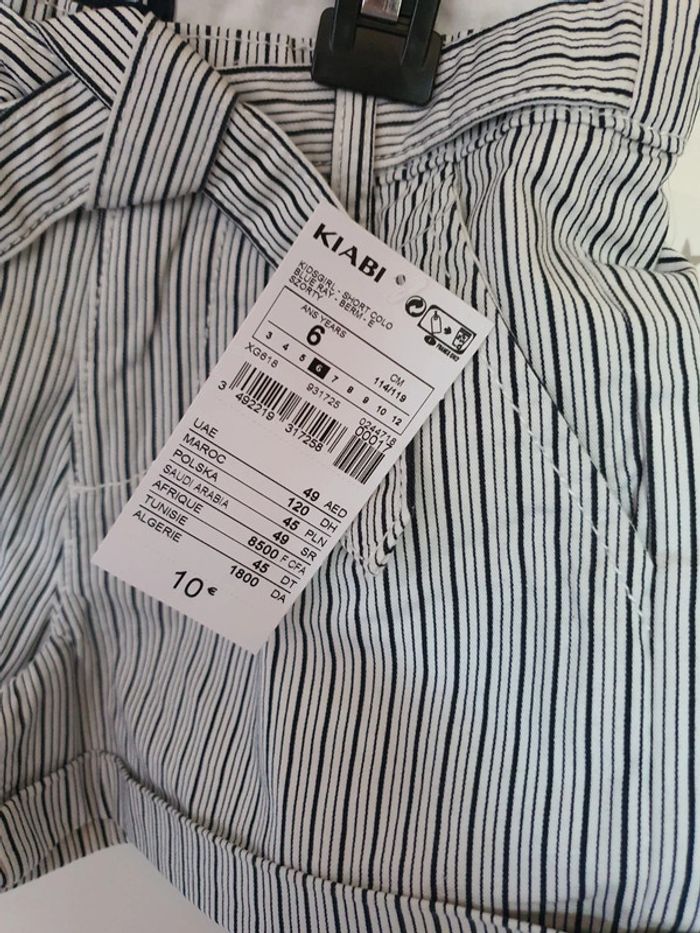 KIABI
KIDSGIRL - SHORT COLO
BLUE RAY - BERM - E
SZORTY
ANS YEARS
6
CM
114/119
3 4 5 6 7 8 9 10 12
XG618 931725 0244718
3 492219 317258 00017
UAE 49 AED
MAROC 120 DH
POLSKA 45 PLN
SAUDI ARABIA 49 SR
AFRIQUE 8500 F CFA
TUNISIE 45 DT
ALGERIE 1800 DA
10 €